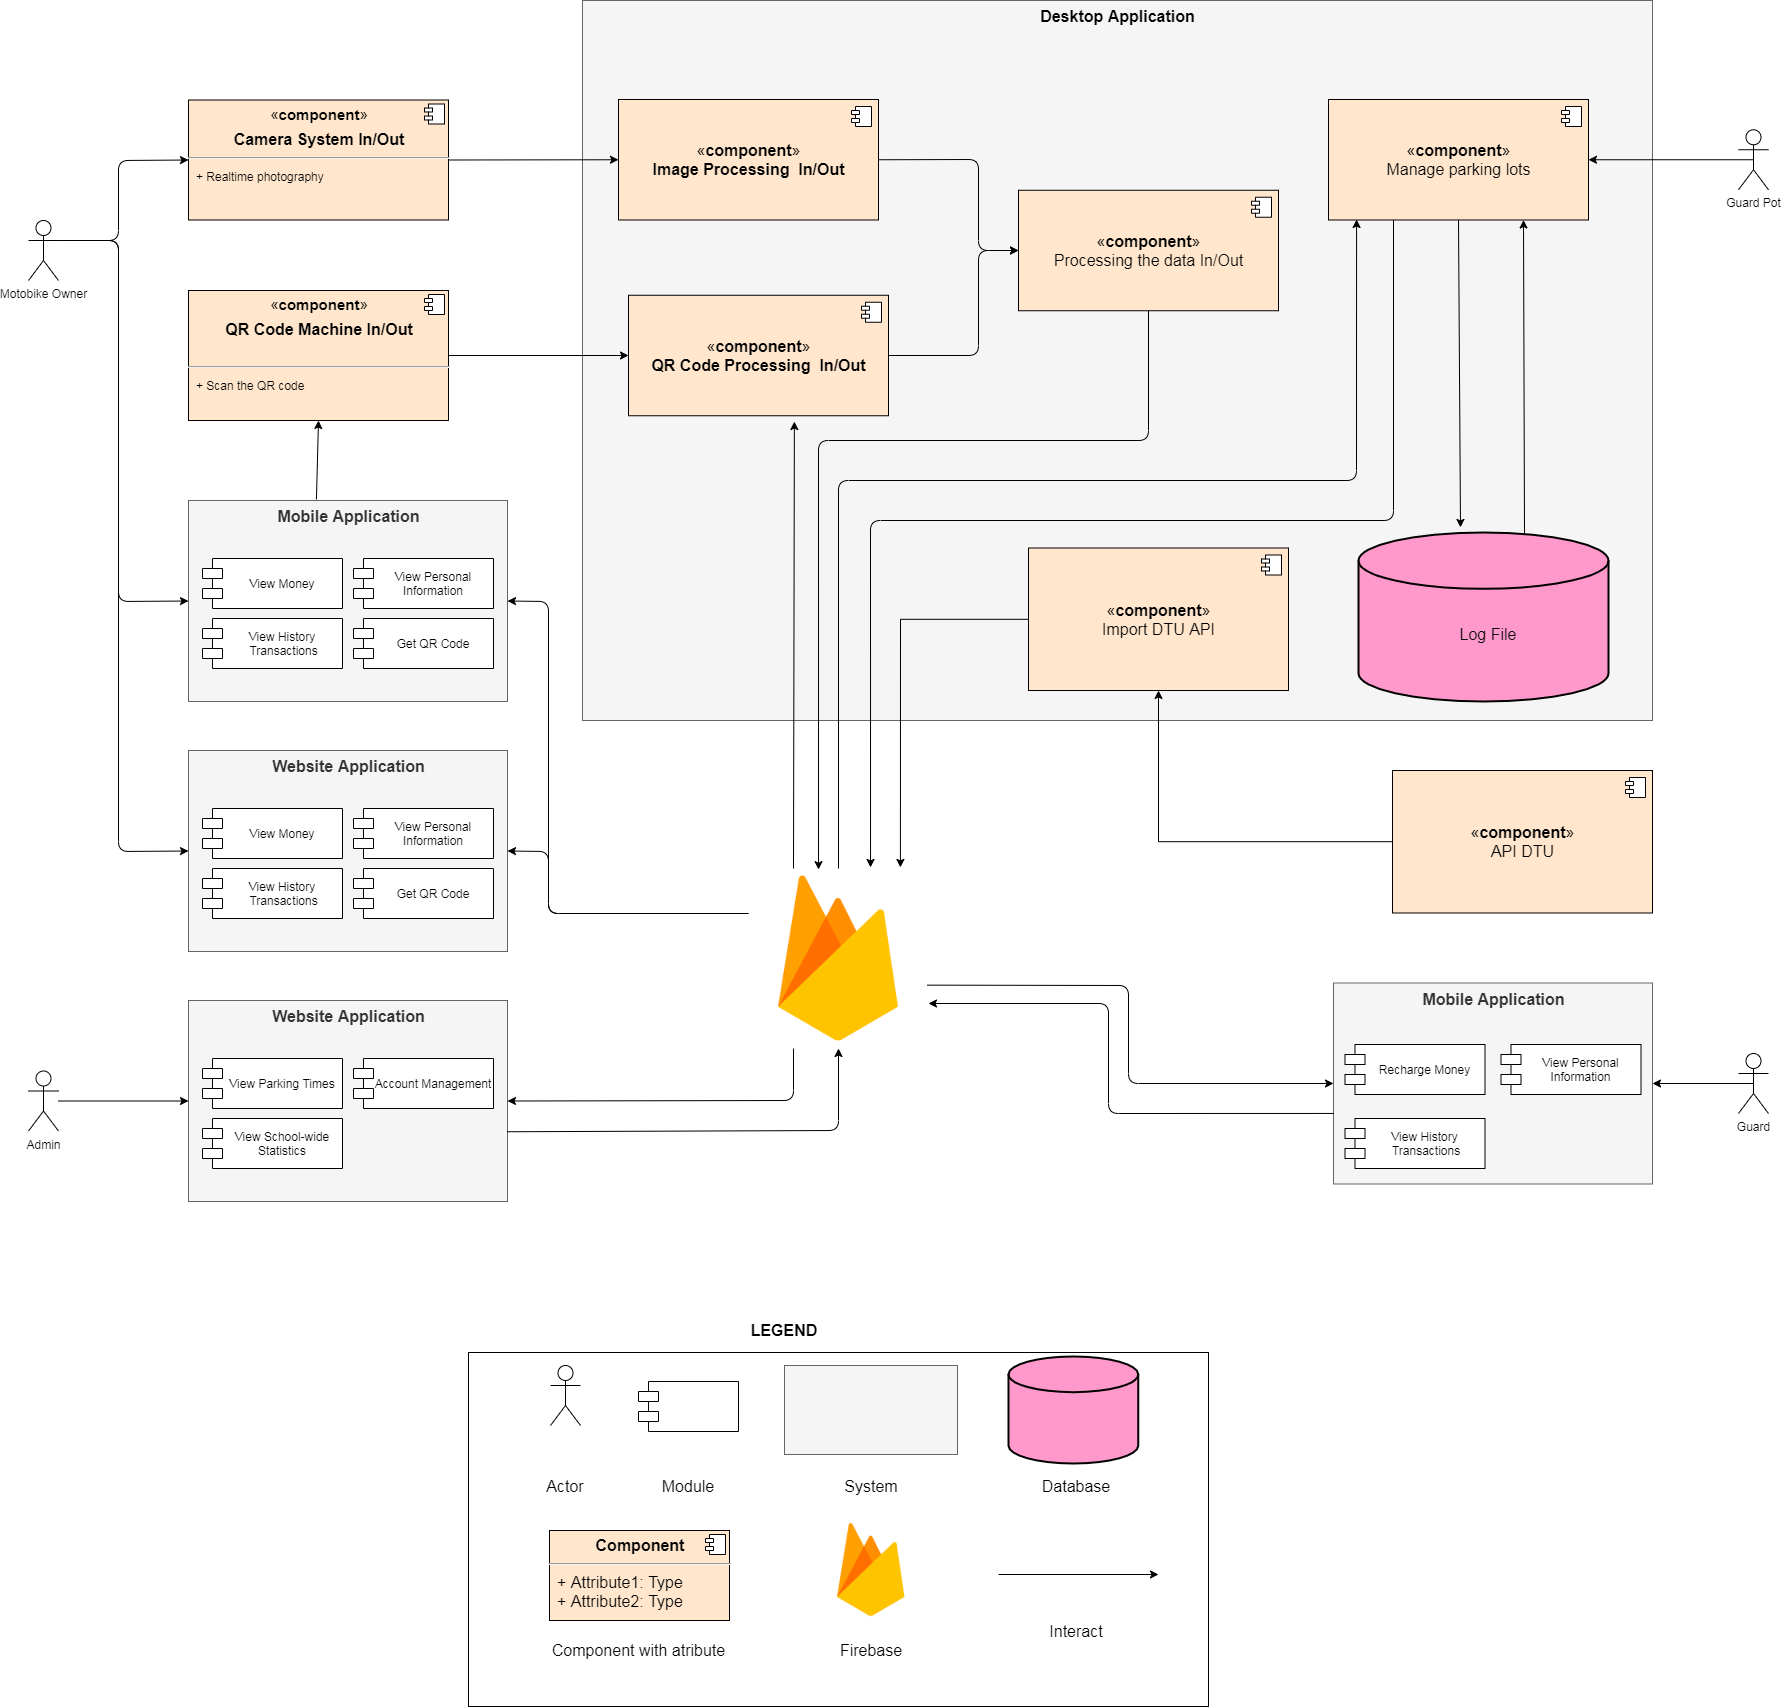 Desktop Application
«component»
Camera System In/Out
+ Realtime photography
«component»
Image Processing  In/Out
«component»
Manage parking lots
Guard Pot
«component»
Processing the data In/Out
Motobike Owner
«component»
QR Code Machine In/Out
+ Scan the QR code
«component»
QR Code Processing  In/Out
Mobile Application
View Money
View Personal
Information
View History
Transactions
Get QR Code
«component»
Import DTU API
Log File
Website Application
View Money
View Personal
Information
View History
Transactions
Get QR Code
«component»
API DTU
Website Application
View Parking Times
Account Management
View School-wide
Statistics
Admin
Mobile Application
Recharge Money
View Personal
Information
View History
Transactions
Guard
LEGEND
Actor
Module
System
Database
Component
+ Attribute1: Type
+ Attribute2: Type
Component with atribute
Firebase
Interact